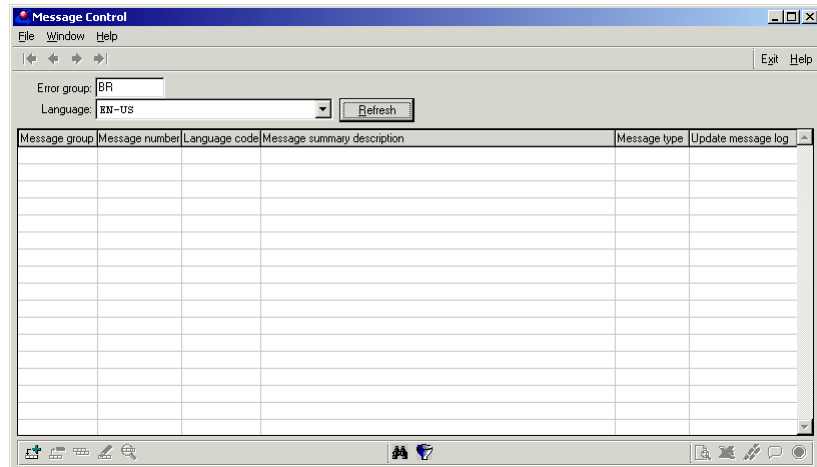 Message Control
File Window Help
Exit Help
Error group: BR
Language: EN-US Refresh
Message group Message number Language code Message summary description Message type Update message log